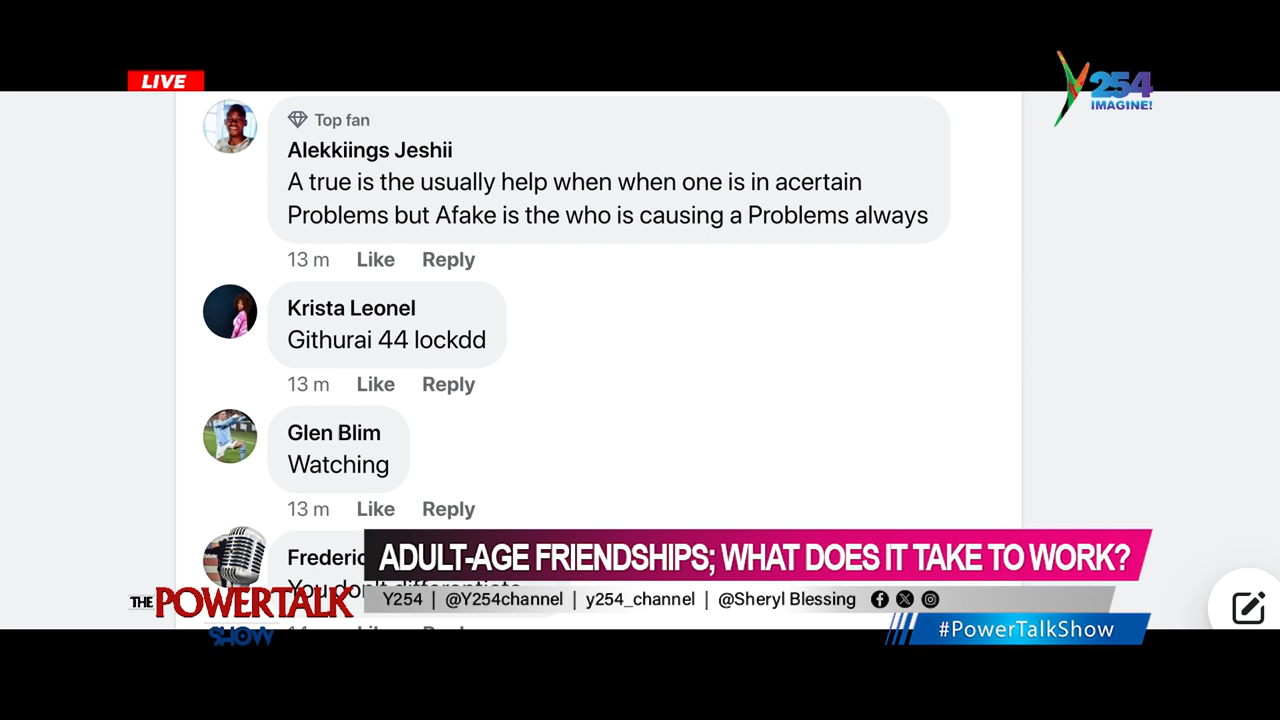 LIVE
Y254
IMAGINE!
Top fan
Alekkiings Jeshii
A true is the usually help when when one is in acertain
Problems but Afake is the who is causing a Problems always
13 m Like Reply
Krista Leonel
Githurai 44 lockdd
13 m Like Reply
Glen Blim
Watching
13 m Like Reply
Frederic
You don't differentiate
ADULT-AGE FRIENDSHIPS; WHAT DOES IT TAKE TO WORK?
THE POWERTALK
SHOW
Y254 | @Y254channel | y254_channel | @Sheryl Blessing
#PowerTalkShow